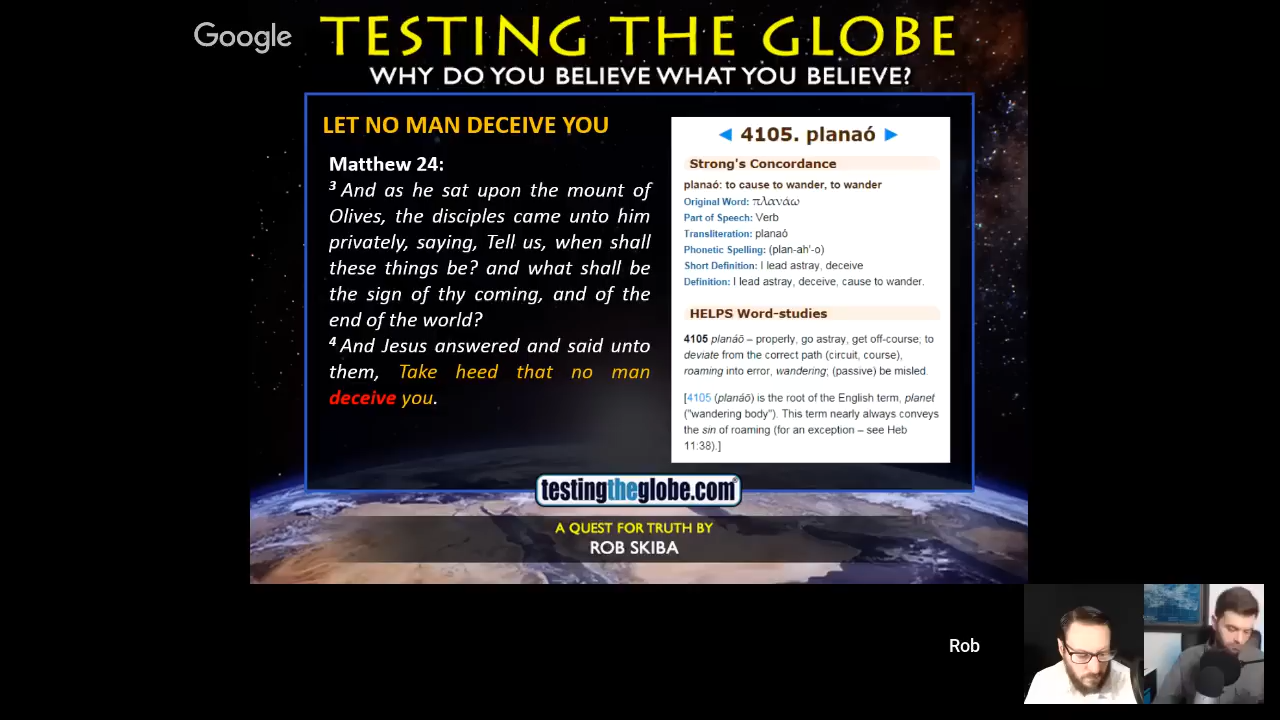 Google
TESTING THE GLOBE
WHY DO YOU BELIEVE WHAT YOU BELIEVE?
LET NO MAN DECEIVE YOU
Matthew 24:
3 And as he sat upon the mount of
Olives, the disciples came unto him
privately, saying, Tell us, when shall
these things be? and what shall be
the sign of thy coming, and of the
end of the world?
4 And Jesus answered and said unto
them, Take heed that no man
deceive you.
◄ 4105. planaó ►
Strong's Concordance
planaó: to cause to wander, to wander
Original Word: πλανάω
Part of Speech: Verb
Transliteration: planaó
Phonetic Spelling: (plan-ah'-o)
Short Definition: I lead astray, deceive
Definition: I lead astray, deceive, cause to wander.
HELPS Word-studies
4105 planáō – properly, go astray, get off-course; to
deviate from the correct path (circuit, course),
roaming into error, wandering; (passive) be misled.
[4105 (planáō) is the root of the English term, planet
("wandering body"). This term nearly always conveys
the sin of roaming (for an exception – see Heb
11:38).]
testingtheglobe.com
A QUEST FOR TRUTH BY
ROB SKIBA
Rob